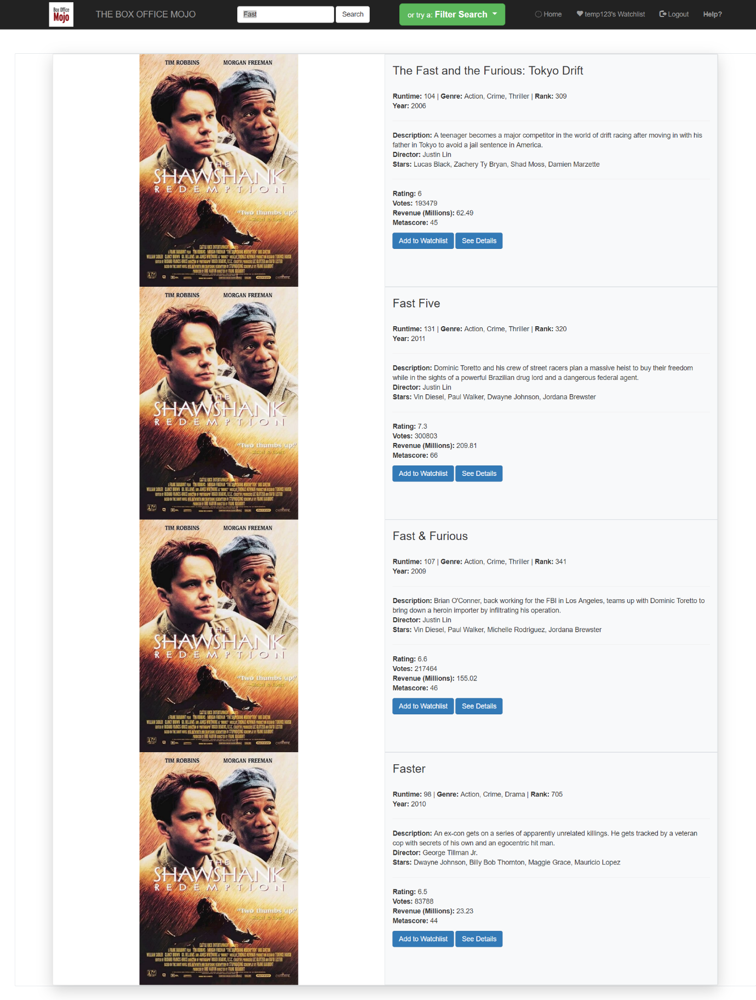 Box Office
Mojo
THE BOX OFFICE MOJO
Fast
Search
or try a: Filter Search
Home
temp123's Watchlist
Logout
Help?
TIM ROBBINS MORGAN FREEMAN
THE
SHAWSHANK
REDEMPTION
"Two thumbs up!"
—Siskel & Ebert
The Fast and the Furious: Tokyo Drift
Runtime: 104 | Genre: Action, Crime, Thriller | Rank: 309
Year: 2006
Description: A teenager becomes a major competitor in the world of drift racing after moving in with his
father in Tokyo to avoid a jail sentence in America.
Director: Justin Lin
Stars: Lucas Black, Zachery Ty Bryan, Shad Moss, Damien Marzette
Rating: 6
Votes: 193479
Revenue (Millions): 62.49
Metascore: 45
Add to Watchlist See Details
TIM ROBBINS MORGAN FREEMAN
THE
SHAWSHANK
REDEMPTION
"Two thumbs up!"
—Siskel & Ebert
Fast Five
Runtime: 131 | Genre: Action, Crime, Thriller | Rank: 320
Year: 2011
Description: Dominic Toretto and his crew of street racers plan a massive heist to buy their freedom
while in the sights of a powerful Brazilian drug lord and a dangerous federal agent.
Director: Justin Lin
Stars: Vin Diesel, Paul Walker, Dwayne Johnson, Jordana Brewster
Rating: 7.3
Votes: 300803
Revenue (Millions): 209.81
Metascore: 66
Add to Watchlist See Details
TIM ROBBINS MORGAN FREEMAN
THE
SHAWSHANK
REDEMPTION
"Two thumbs up!"
—Siskel & Ebert
Fast & Furious
Runtime: 107 | Genre: Action, Crime, Thriller | Rank: 341
Year: 2009
Description: Brian O'Conner, back working for the FBI in Los Angeles, teams up with Dominic Toretto to
bring down a heroin importer by infiltrating his operation.
Director: Justin Lin
Stars: Vin Diesel, Paul Walker, Michelle Rodriguez, Jordana Brewster
Rating: 6.6
Votes: 217464
Revenue (Millions): 155.02
Metascore: 46
Add to Watchlist See Details
TIM ROBBINS MORGAN FREEMAN
THE
SHAWSHANK
REDEMPTION
"Two thumbs up!"
—Siskel & Ebert
Faster
Runtime: 98 | Genre: Action, Crime, Drama | Rank: 705
Year: 2010
Description: An ex-con gets on a series of apparently unrelated killings. He gets tracked by a veteran
cop with secrets of his own and an egocentric hit man.
Director: George Tillman Jr.
Stars: Dwayne Johnson, Billy Bob Thornton, Maggie Grace, Mauricio Lopez
Rating: 6.5
Votes: 83788
Revenue (Millions): 23.23
Metascore: 44
Add to Watchlist See Details